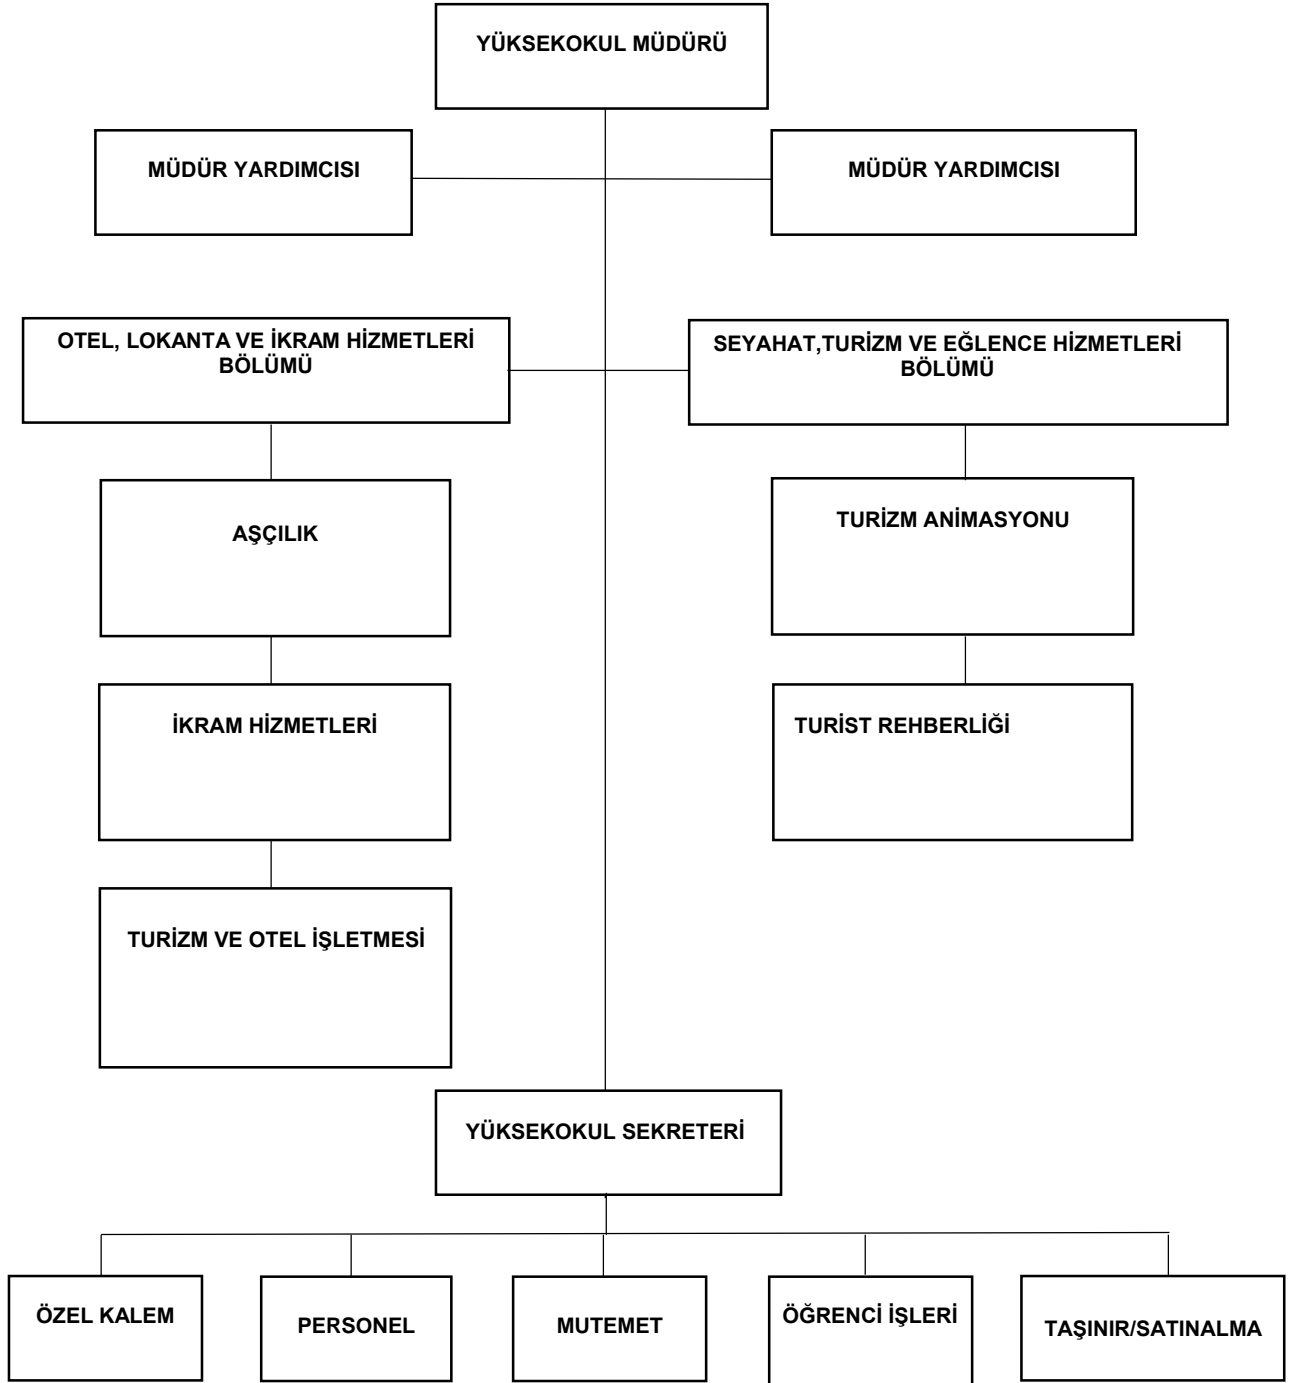 YÜKSEKOKUL MÜDÜRÜ
MÜDÜR YARDIMCISI
MÜDÜR YARDIMCISI
OTEL, LOKANTA VE İKRAM HİZMETLERİ
BÖLÜMÜ
SEYAHAT,TURİZM VE EĞLENCE HİZMETLERİ
BÖLÜMÜ
AŞÇILIK
TURİZM ANİMASYONU
İKRAM HİZMETLERİ
TURİST REHBERLİĞİ
TURİZM VE OTEL İŞLETMESİ
YÜKSEKOKUL SEKRETERİ
ÖZEL KALEM
PERSONEL
MUTEMET
ÖĞRENCİ İŞLERİ
TAŞINIR/SATINALMA